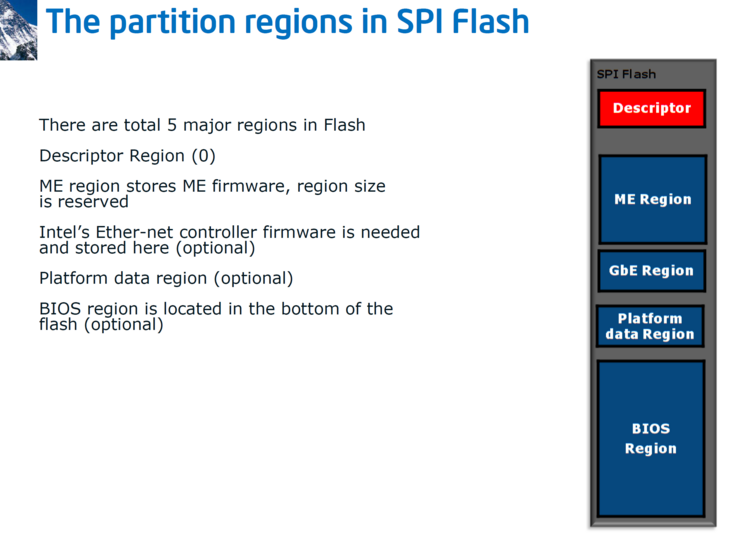 The partition regions in SPI Flash
There are total 5 major regions in Flash
Descriptor Region (0)
ME region stores ME firmware, region size
is reserved
Intel's Ether-net controller firmware is needed
and stored here (optional)
Platform data region (optional)
BIOS region is located in the bottom of the
flash (optional)
SPI Flash
Descriptor
ME Region
GbE Region
Platform
data Region
BIOS
Region